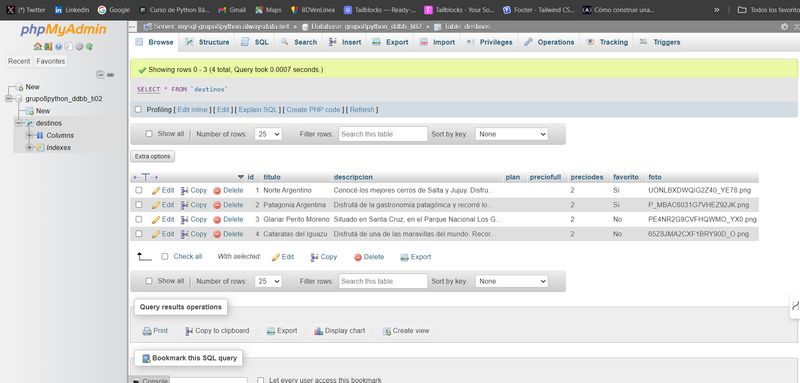 (*) Twitter LinkedIn GitHub Google Curso de Python Bá... BDVenLínea Gmail Maps YouTube Tailblocks — Ready-... Tailblocks - Your So... Footer - Tailwind CS... Cómo construir una... Todos los favoritos
phpMyAdmin
Recent Favorites
New
grupo8python_ddbb_ti02
New
destinos
Columns
Indexes
Server: mysql-grupo8python.alwaysdata.net » Database: grupo8python_ddbb_ti02 » Table: destinos
Browse Structure SQL Search Insert Export Import Privileges Operations Tracking Triggers
Showing rows 0 - 3 (4 total, Query took 0.0007 seconds.)
SELECT * FROM `destinos`
Profiling [ Edit inline ] [ Edit ] [ Explain SQL ] [ Create PHP code ] [ Refresh ]
Show all Number of rows: 25 Filter rows: Search this table Sort by key: None
Extra options
id titulo descripcion plan preciofull preciodes favorito foto
Edit Copy Delete 1 Norte Argentino Conocé los mejores cerros de Salta y Jujuy. Disfru... 2 Si UONLBXDWQIG2Z40_YE78.png
Edit Copy Delete 2 Patagonia Argentina Disfrutá de la gastronomía patagónica y recorré lo... 2 Si P_MBAC6031G7VHEZ92JK.png
Edit Copy Delete 3 Glaniar Perito Moreno Situado en Santa Cruz, en el Parque Nacional Los G... 2 No PE4NR2G9CVFHQWMO_YX0.png
Edit Copy Delete 4 Cataratas del Iguazu Disfrutá de una de las maravillas del mundo. Recor... 2 No 65Z8JMA2CXF1BRY90D_O.png
Check all With selected: Edit Copy Delete Export
Show all Number of rows: 25 Filter rows: Search this table Sort by key: None
Query results operations
Print Copy to clipboard Export Display chart Create view
Bookmark this SQL query
Console Let every user access this bookmark